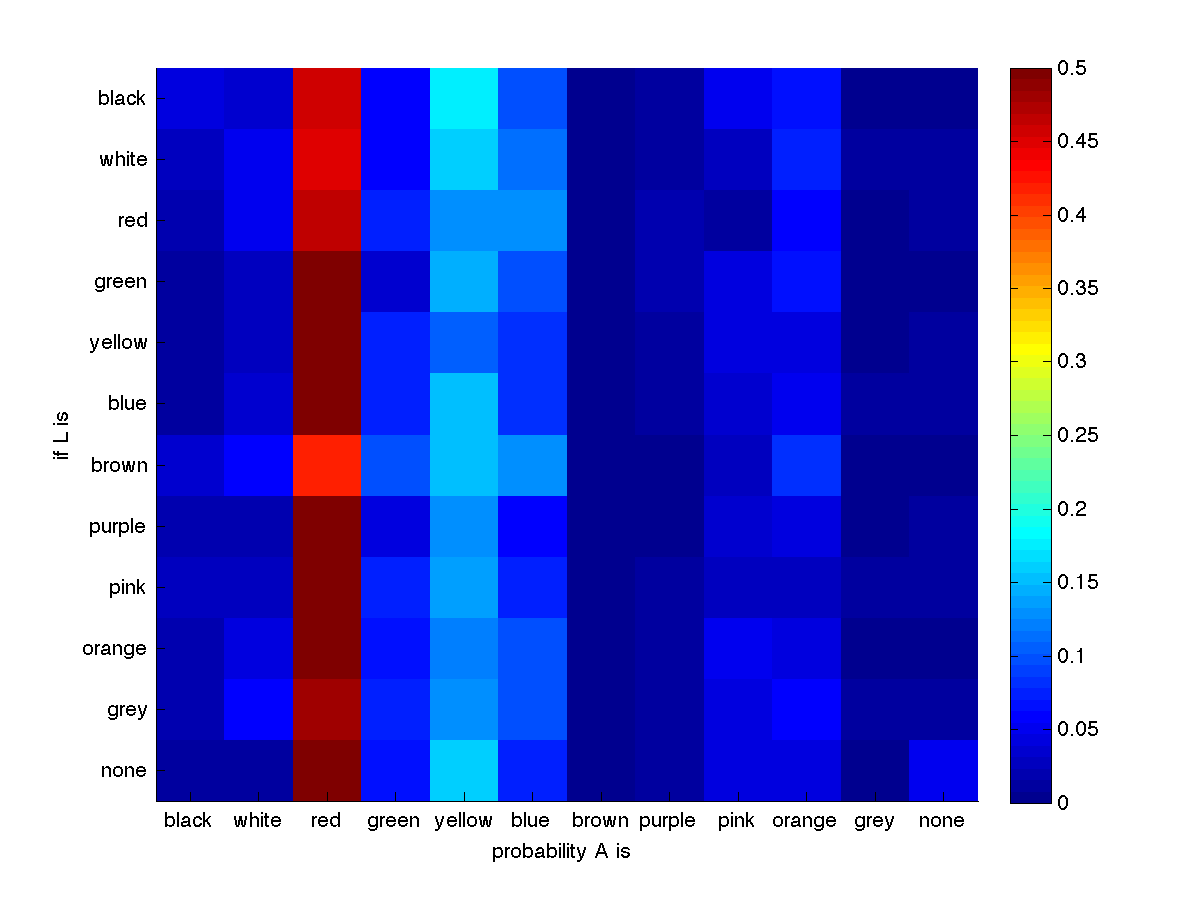 if L is
black
white
red
green
yellow
blue
brown
purple
pink
orange
grey
none
black white red green yellow blue brown purple pink orange grey none
probability A is
0.5
0.45
0.4
0.35
0.3
0.25
0.2
0.15
0.1
0.05
0